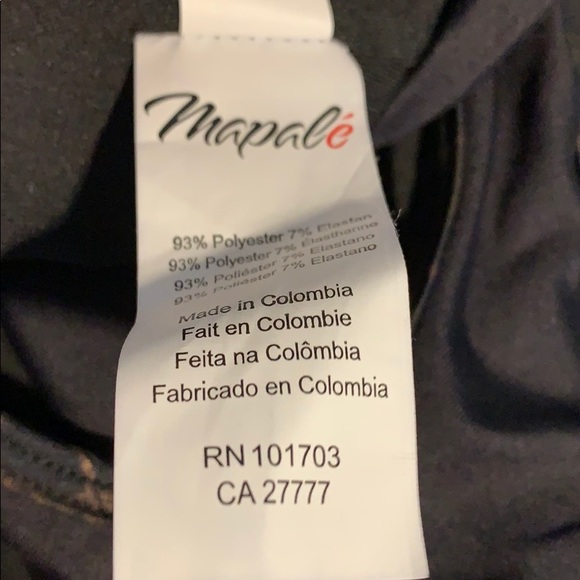 Mapalé
93% Polyester 7% Elastan
93% Polyester 7% Élasthanne
93% Poliéster 7% Elastano
93% Poliéster 7% Elastano
Made in Colombia
Fait en Colombie
Feita na Colômbia
Fabricado en Colombia
RN 101703
CA 27777